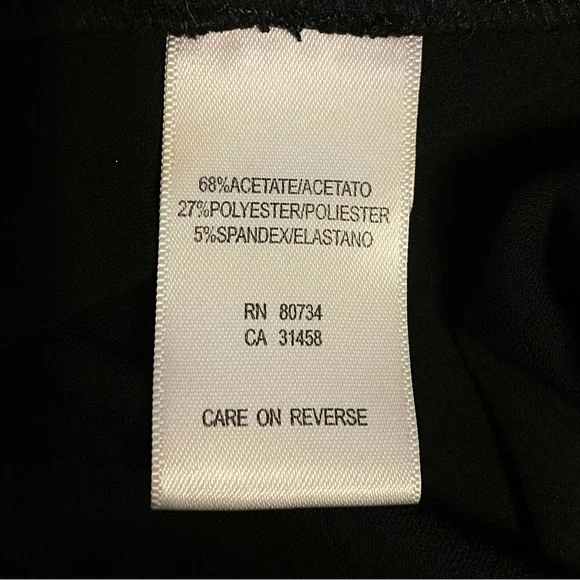 68%ACETATE/ACETATO
27%POLYESTER/POLIESTER
5%SPANDEX/ELASTANO
RN 80734
CA 31458
CARE ON REVERSE